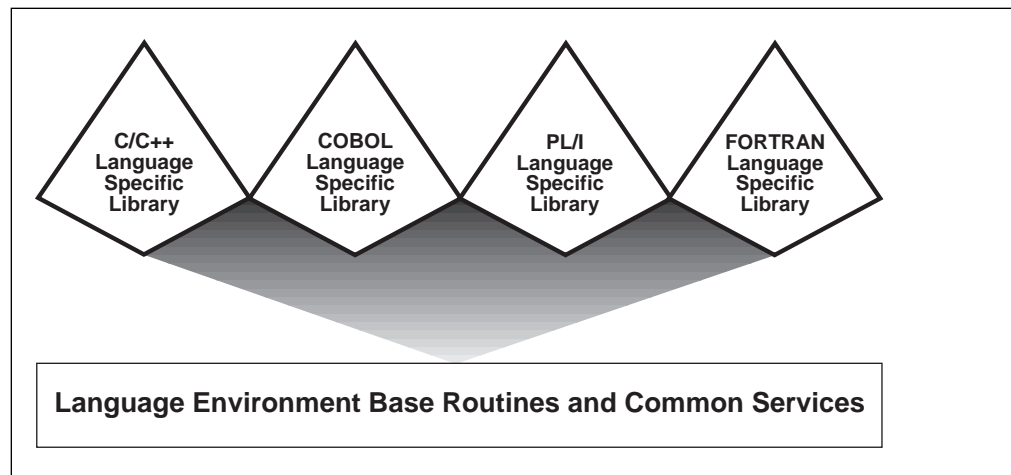 C/C++
Language
Specific
Library
COBOL
Language
Specific
Library
PL/I
Language
Specific
Library
FORTRAN
Language
Specific
Library
Language Environment Base Routines and Common Services